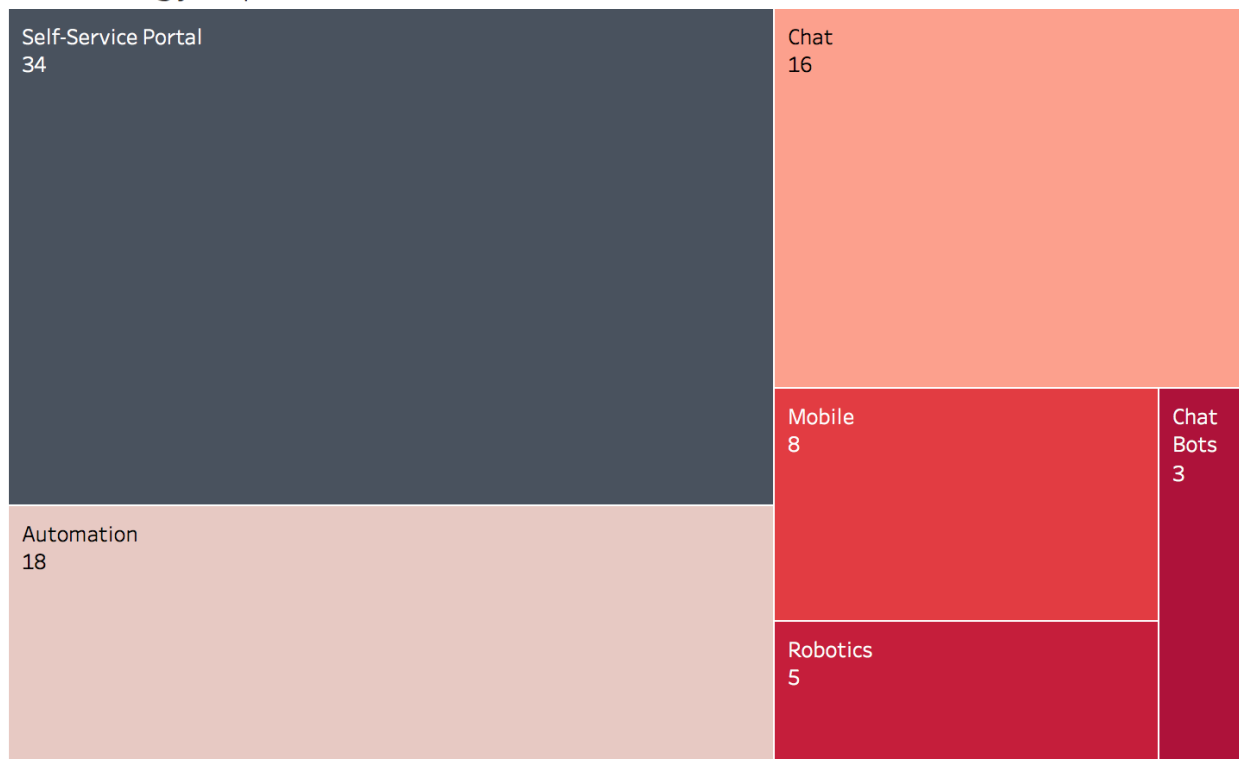 Self-Service Portal
34
Chat
16
Automation
18
Mobile
8
Chat
Bots
3
Robotics
5